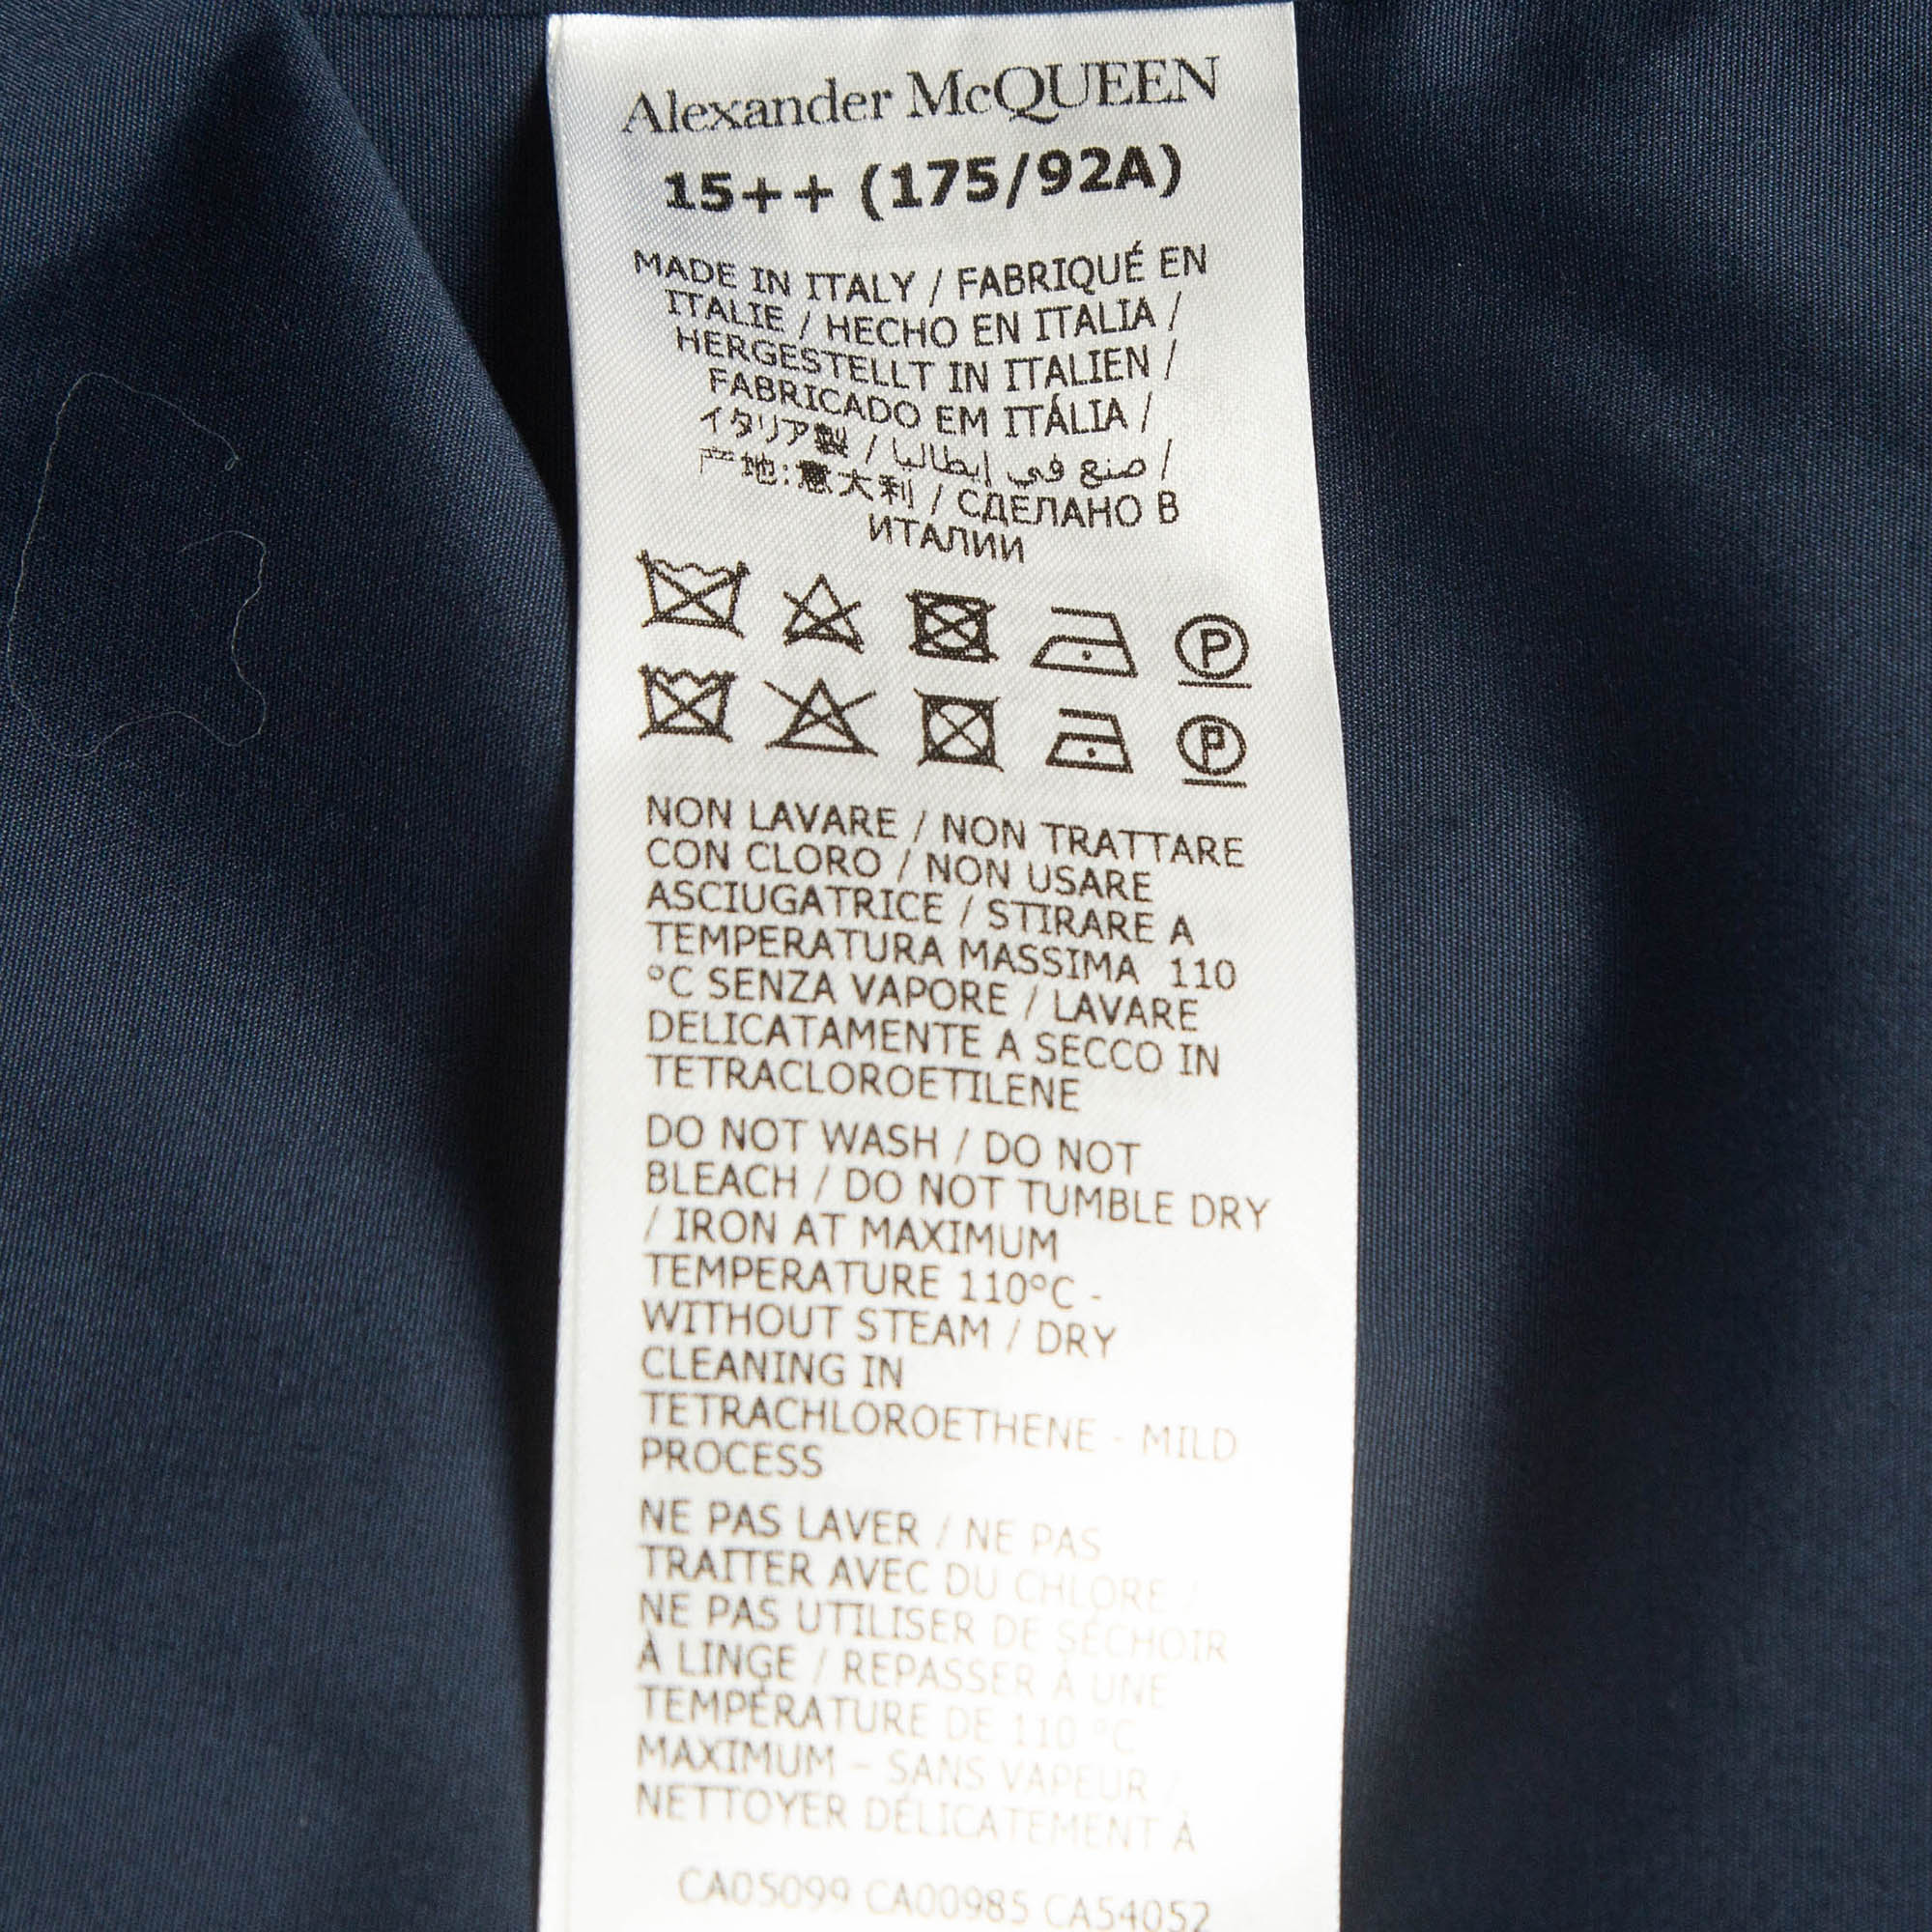 Alexander McQUEEN
15++ (175/92A)
MADE IN ITALY / FABRIQUÉ EN
ITALIE / HECHO EN ITALIA /
HERGESTELLT IN ITALIEN /
FABRICADO EM ITÁLIA /
イタリア製 / صنع في إيطاليا /
产地:意大利 / СДЕЛАНО В
ИТАЛИИ
P
P
NON LAVARE / NON TRATTARE
CON CLORO / NON USARE
ASCIUGATRICE / STIRARE A
TEMPERATURA MASSIMA 110
°C SENZA VAPORE / LAVARE
DELICATAMENTE A SECCO IN
TETRACLOROETILENE
DO NOT WASH / DO NOT
BLEACH / DO NOT TUMBLE DRY
/ IRON AT MAXIMUM
TEMPERATURE 110°C -
WITHOUT STEAM / DRY
CLEANING IN
TETRACHLOROETHENE - MILD
PROCESS
NE PAS LAVER / NE PAS
TRAITER AVEC DU CHLORE /
NE PAS UTILISER DE SÉCHOIR
À LINGE / REPASSER À UNE
TEMPÉRATURE DE 110 °C
MAXIMUM – SANS VAPEUR /
NETTOYER DÉLICATEMENT À
CA05099 CA00985 CA54052